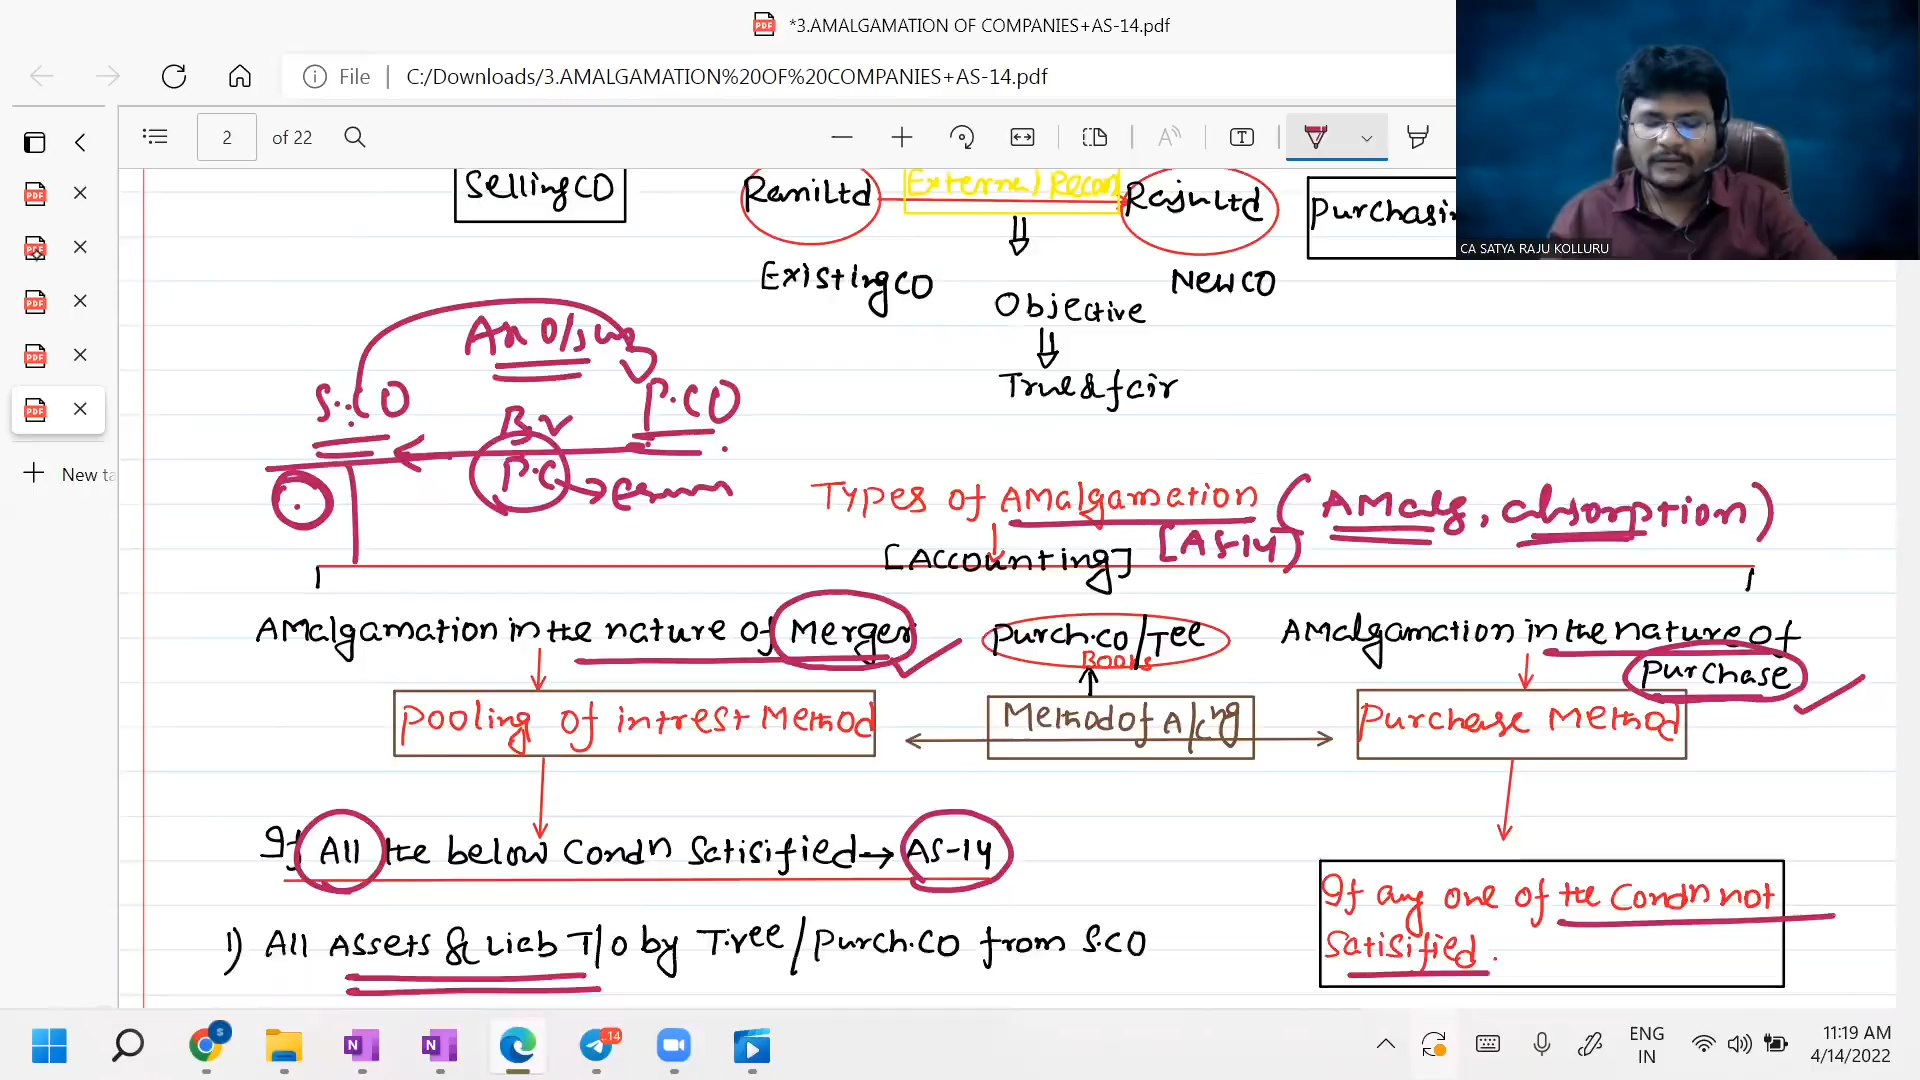 *3.AMALGAMATION OF COMPANIES+AS-14.pdf
File | C:/Downloads/3.AMALGAMATION%20OF%20COMPANIES+AS-14.pdf
2 of 22
CA SATYA RAJU KOLLURU
Selling CO
Rami Ltd
External Recon
Raju Ltd
Purchasin
Existing CO
New CO
Objective
True & fair
S.CO
P.CO
B.V
P.C
Types of Amalgamation (Amalg, absorption)
[Accounting] [AS-14]
Amalgamation in the nature of Merger
Purch.CO/Tee
Books
Amalgamation in the nature of
Purchase
Pooling of intrest Method
Method of A/cing
Purchase Method
If All the below Condn Satisified → AS-14
If any one of the Condn not
Satisified.
1) All Assets & Liab T/o by T.ree/Purch.CO from S.CO
New ta
14
ENG
IN
11:19 AM
4/14/2022